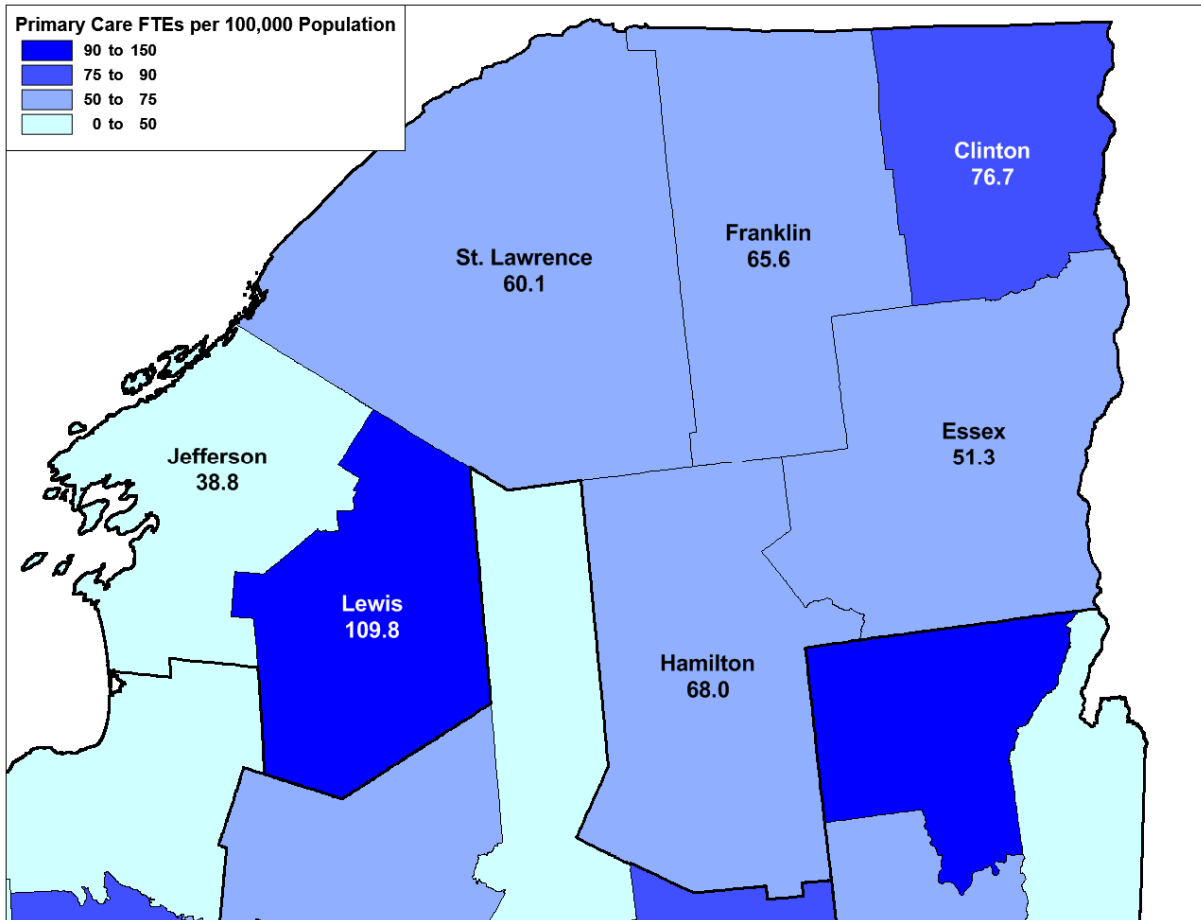 Primary Care FTEs per 100,000 Population
90 to 150
75 to 90
50 to 75
0 to 50
Clinton
76.7
Franklin
65.6
St. Lawrence
60.1
Essex
51.3
Jefferson
38.8
Lewis
109.8
Hamilton
68.0